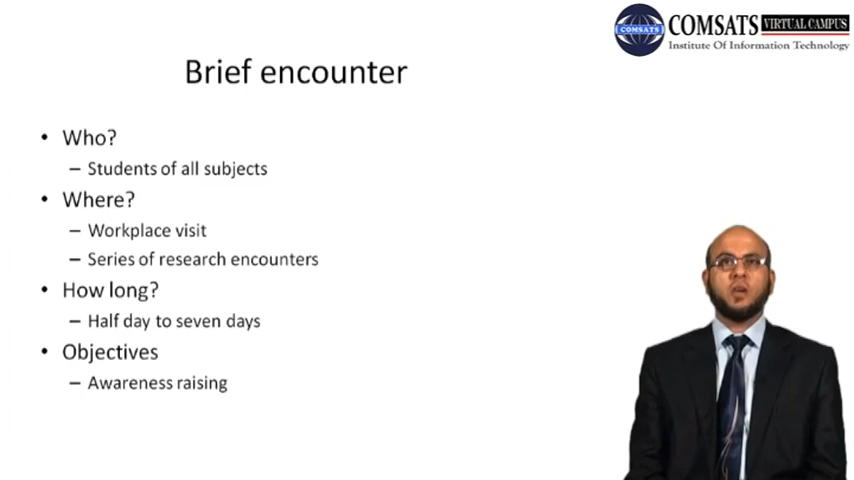 COMSATS VIRTUAL CAMPUS
COMSATS
Institute Of Information Technology
Brief encounter
• Who?
– Students of all subjects
• Where?
– Workplace visit
– Series of research encounters
• How long?
– Half day to seven days
• Objectives
– Awareness raising